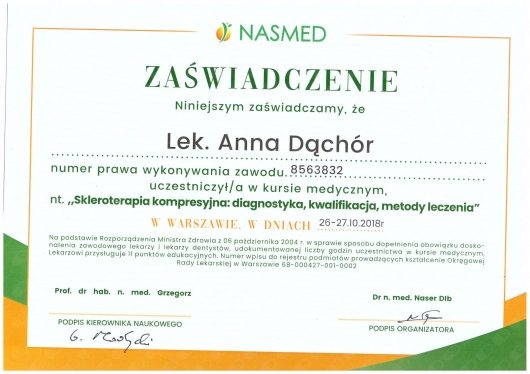 NASMED
ZAŚWIADCZENIE
Niniejszym zaświadczamy, że
Lek. Anna Dąchór
numer prawa wykonywania zawodu. 8563832
uczestniczył/a w kursie medycznym,
nt. ,,Skleroterapia kompresyjna: diagnostyka, kwalifikacja, metody leczenia”
W WARSZAWIE, W DNIACH 26-27.10.2018r
Na podstawie Rozporządzenia Ministra Zdrowia z 06 października 2004 r. w sprawie sposobu dopełnienia obowiązku dosko-
nalenia zawodowego lekarzy i lekarzy dentystów, udokumentowanej liczby godzin uczestnictwa w kursie medycznym,
Lekarzowi przysługuje 11 punktów edukacyjnych. Numer wpisu do rejestru podmiotów prowadzących kształcenie Okręgowej
Rady Lekarskiej w Warszawie 68-000427-001-0002
Prof. dr hab. n. med. Grzegorz
Dr n. med. Naser Dib
PODPIS KIEROWNIKA NAUKOWEGO
PODPIS ORGANIZATORA